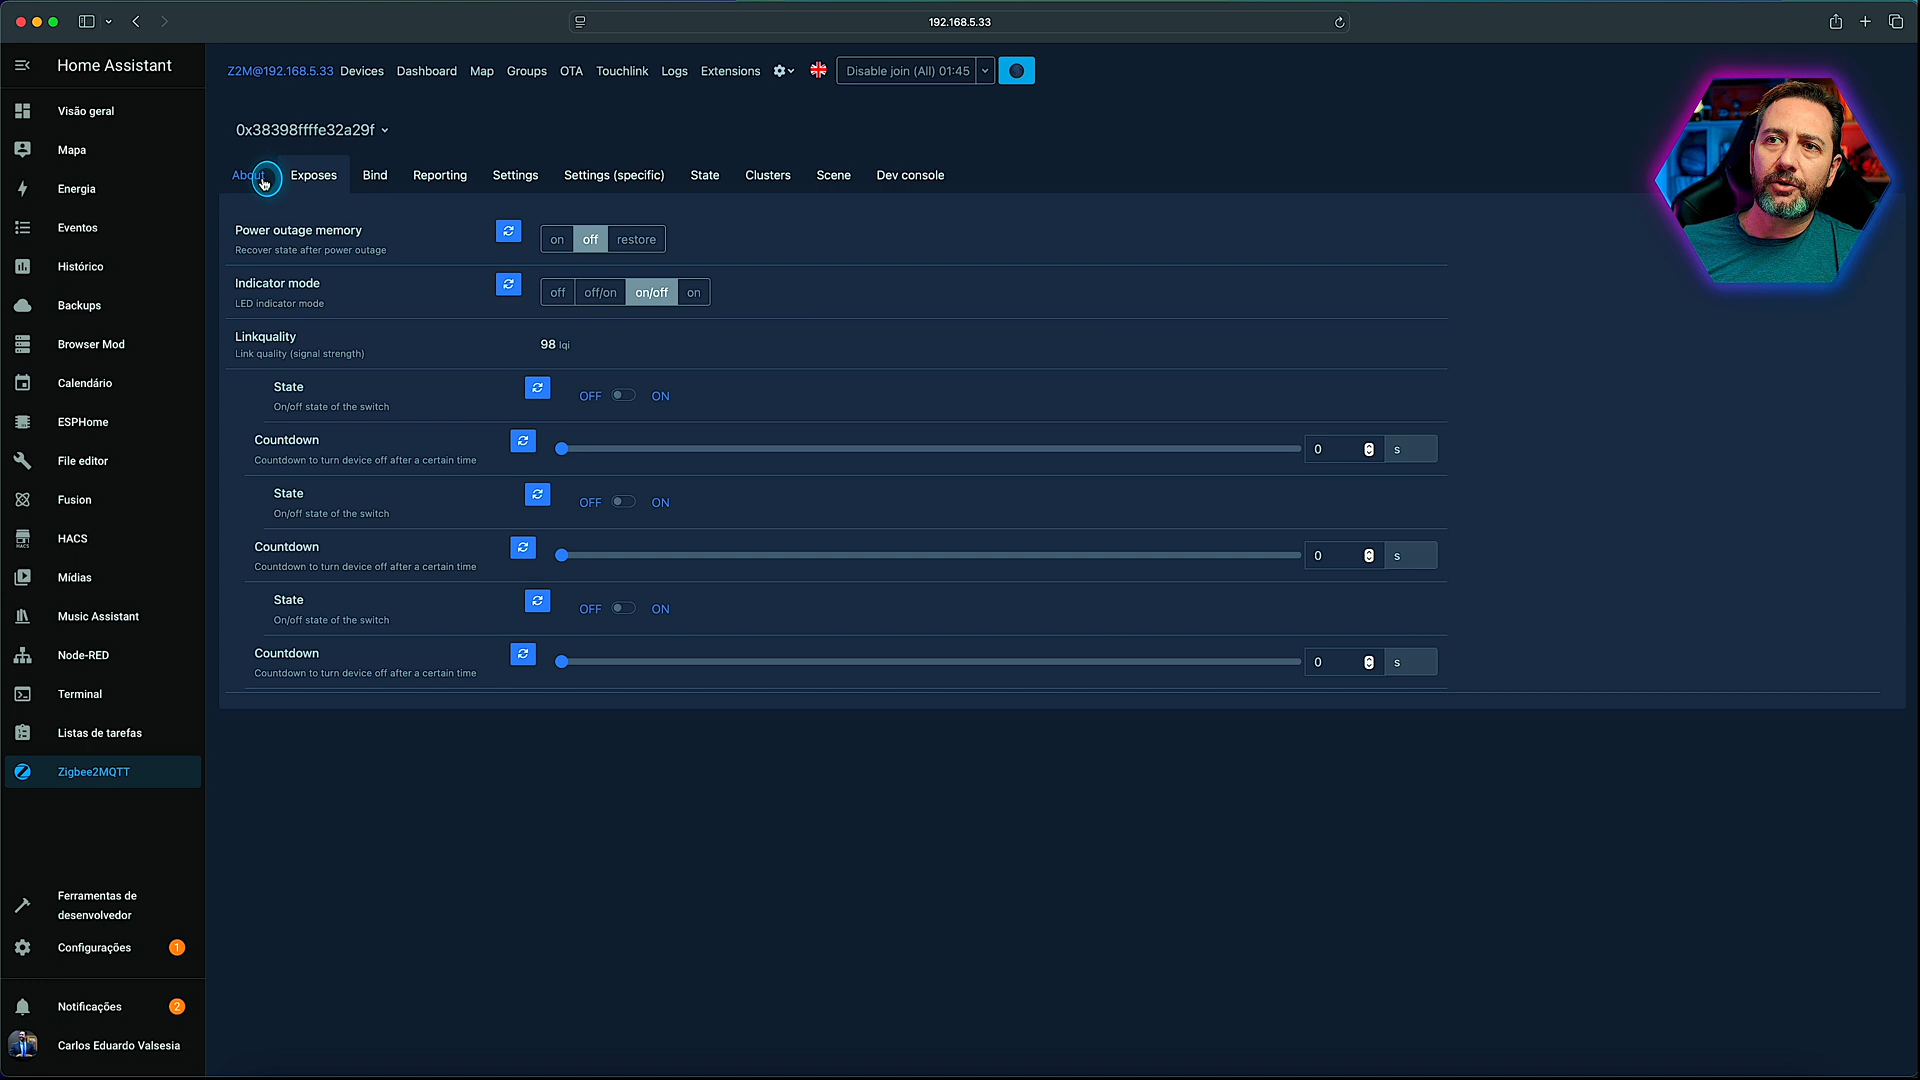 192.168.5.33
Home Assistant
Visão geral
Mapa
Energia
Eventos
Histórico
Backups
Browser Mod
Calendário
ESPHome
File editor
Fusion
HACS
HACS
Mídias
Music Assistant
Node-RED
Terminal
Listas de tarefas
Zigbee2MQTT
Ferramentas de
desenvolvedor
Configurações 1
Notificações 2
Carlos Eduardo Valsesia
Z2M@192.168.5.33 Devices Dashboard Map Groups OTA Touchlink Logs Extensions Disable join (All) 01:45
0x38398ffffe32a29f
About Exposes Bind Reporting Settings Settings (specific) State Clusters Scene Dev console
Power outage memory
Recover state after power outage
on off restore
Indicator mode
LED indicator mode
off off/on on/off on
Linkquality
Link quality (signal strength)
98 lqi
State
On/off state of the switch
OFF ON
Countdown
Countdown to turn device off after a certain time
0 s
State
On/off state of the switch
OFF ON
Countdown
Countdown to turn device off after a certain time
0 s
State
On/off state of the switch
OFF ON
Countdown
Countdown to turn device off after a certain time
0 s